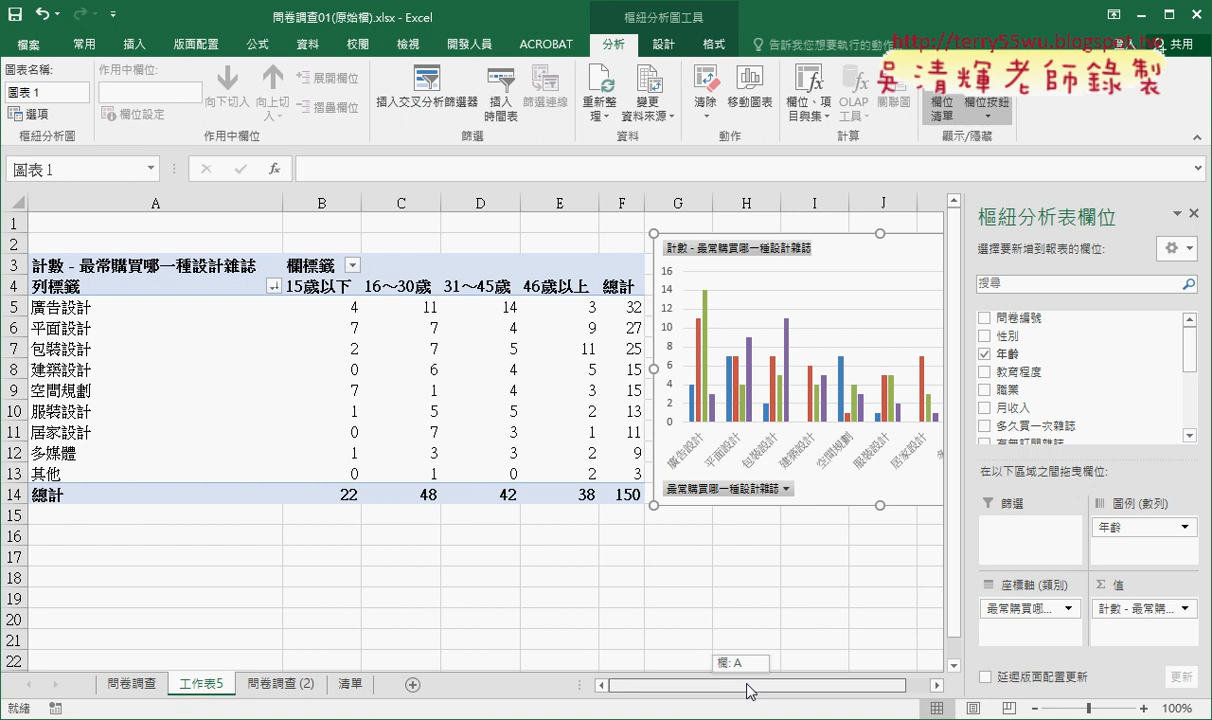 問卷調查01(原始檔).xlsx - Excel
樞紐分析圖工具
檔案 常用 插入 版面配置 公式 資料 校閱 檢視 開發人員 ACROBAT 分析 設計 格式 告訴我您想要執行的動作 共用
http://terry55wu.blogspot.tw
吳清輝老師錄製
圖表名稱:
圖表 1
選項
樞紐分析圖
作用中欄位:
欄位設定
向下切入
向上切入
展開欄位
摺疊欄位
作用中欄位
插入交叉分析篩選器
插入時間表
篩選連線
篩選
重新整理
變更資料來源
資料
清除
移動圖表
動作
欄位、項目與集
OLAP 工具
關聯圖
計算
欄位清單
欄位按鈕
顯示/隱藏
圖表 1
fx
A B C D E F G H I J
1
2
3 計數 - 最常購買哪一種設計雜誌 欄標籤
4 列標籤 15歲以下 16～30歲 31～45歲 46歲以上 總計
5 廣告設計 4 11 14 3 32
6 平面設計 7 7 4 9 27
7 包裝設計 2 7 5 11 25
8 建築設計 0 6 4 5 15
9 空間規劃 7 1 4 3 15
10 服裝設計 1 5 5 2 13
11 居家設計 0 7 3 1 11
12 多媒體 1 3 3 2 9
13 其他 0 1 0 2 3
14 總計 22 48 42 38 150
15
16
17
18
19
20
21
22
計數 - 最常購買哪一種設計雜誌
16
14
12
10
8
6
4
2
0
廣告設計 平面設計 包裝設計 建築設計 空間規劃 服裝設計 居家設計
最常購買哪一種設計雜誌
欄: A
樞紐分析表欄位
選擇要新增到報表的欄位:
搜尋
問卷編號
性別
年齡
教育程度
職業
月收入
多久買一次雜誌
在以下區域之間拖曳欄位:
篩選
圖例 (數列)
年齡
座標軸 (類別)
Σ 值
最常購買哪...
計數 - 最常購...
延遲版面配置更新
更新
問卷調查 工作表5 問卷調查 (2) 清單
就緒
100%